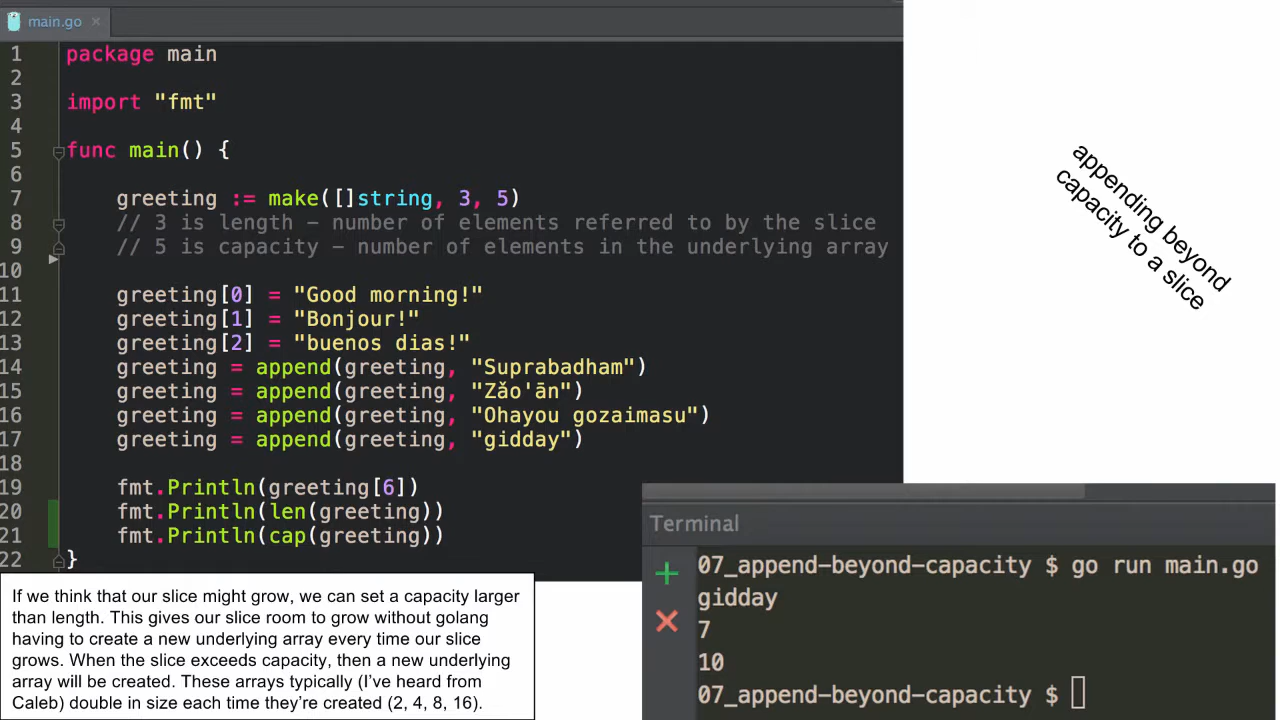 main.go
1 package main
2
3 import "fmt"
4
5 func main() {
6
7 greeting := make([]string, 3, 5)
8 // 3 is length – number of elements referred to by the slice
9 // 5 is capacity – number of elements in the underlying array
10
11 greeting[0] = "Good morning!"
12 greeting[1] = "Bonjour!"
13 greeting[2] = "buenos dias!"
14 greeting = append(greeting, "Suprabadham")
15 greeting = append(greeting, "Zǎo'ān")
16 greeting = append(greeting, "Ohayou gozaimasu")
17 greeting = append(greeting, "gidday")
18
19 fmt.Println(greeting[6])
20 fmt.Println(len(greeting))
21 fmt.Println(cap(greeting))
22 }
appending beyond
capacity to a slice
If we think that our slice might grow, we can set a capacity larger
than length. This gives our slice room to grow without golang
having to create a new underlying array every time our slice
grows. When the slice exceeds capacity, then a new underlying
array will be created. These arrays typically (I've heard from
Caleb) double in size each time they're created (2, 4, 8, 16).
Terminal
07_append-beyond-capacity $ go run main.go
gidday
7
10
07_append-beyond-capacity $